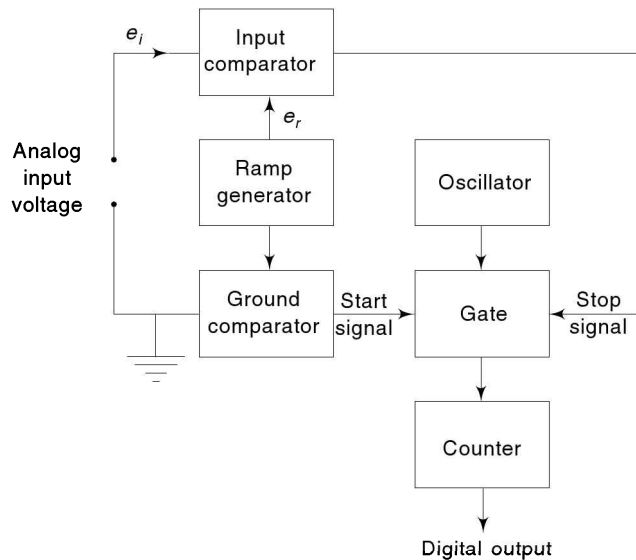 e_i
Input
comparator
e_r
Analog
input
voltage
Ramp
generator
Oscillator
Ground
comparator
Start
signal
Gate
Stop
signal
Counter
Digital output